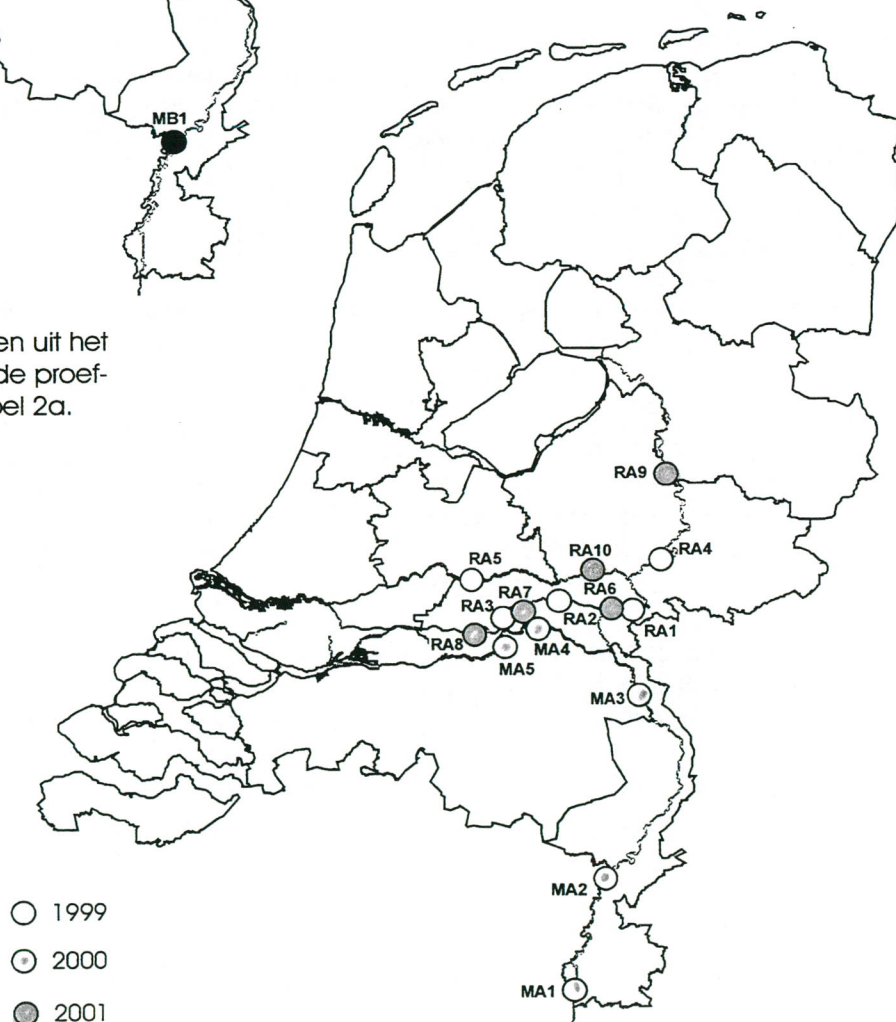 MB1
en uit het
de proef-
el 2a.
RA9
RA4
RA10
RA5
RA6
RA7
RA3
RA2
RA1
RA8
MA4
MA5
MA3
MA2
MA1
1999
2000
2001